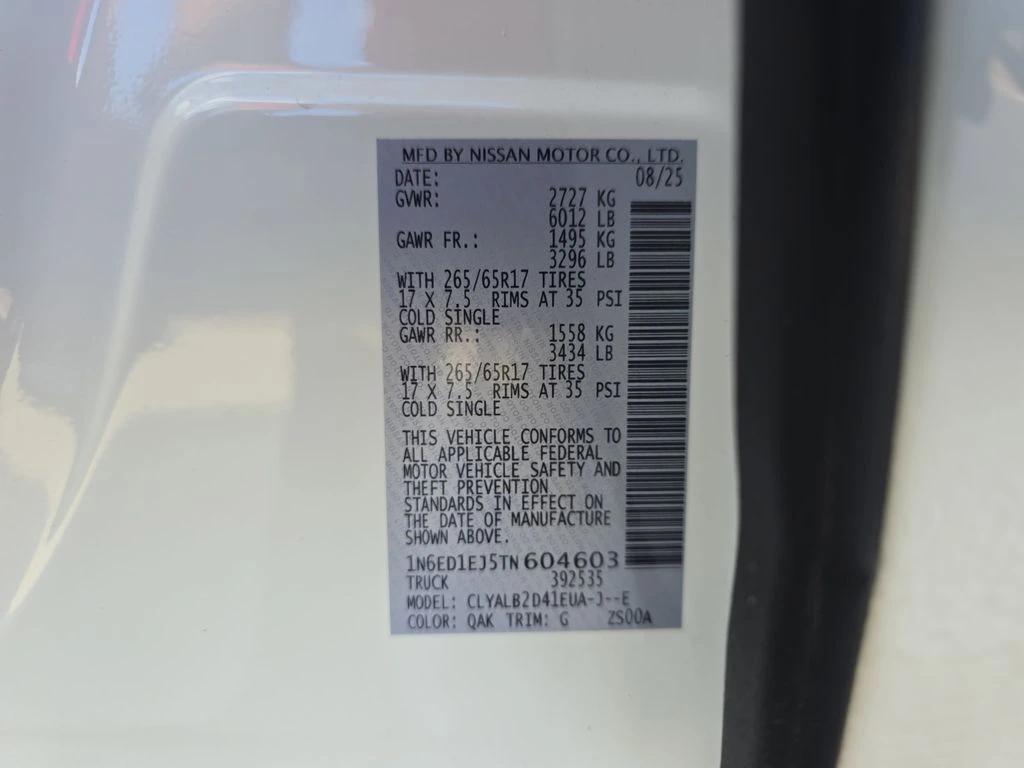 MFD BY NISSAN MOTOR CO., LTD.
DATE: 08/25
GVWR: 2727 KG
6012 LB
GAWR FR.: 1495 KG
3296 LB
WITH 265/65R17 TIRES
17 X 7.5 RIMS AT 35 PSI
COLD SINGLE
GAWR RR.: 1558 KG
3434 LB
WITH 265/65R17 TIRES
17 X 7.5 RIMS AT 35 PSI
COLD SINGLE
THIS VEHICLE CONFORMS TO
ALL APPLICABLE FEDERAL
MOTOR VEHICLE SAFETY AND
THEFT PREVENTION
STANDARDS IN EFFECT ON
THE DATE OF MANUFACTURE
SHOWN ABOVE.
1N6ED1EJ5TN604603
TRUCK 392535
MODEL: CLYALB2D41EUA-J--E
COLOR: QAK TRIM: G ZS00A